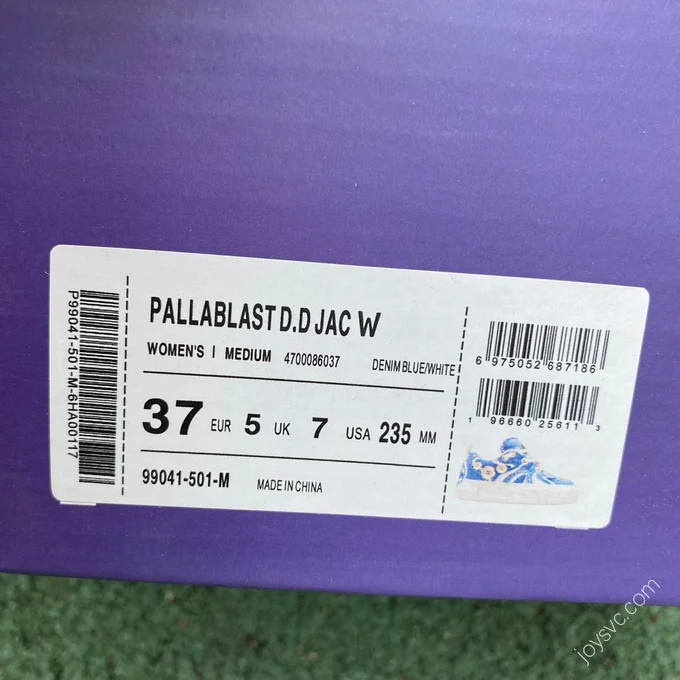 P99041-501-M-6HA00117
PALLABLAST D.D JAC W
WOMEN'S | MEDIUM 4700086037 DENIM BLUE/WHITE
37 EUR 5 UK 7 USA 235 MM
99041-501-M MADE IN CHINA
6 975052 687186
1 96660 25611 3
joysvc.com